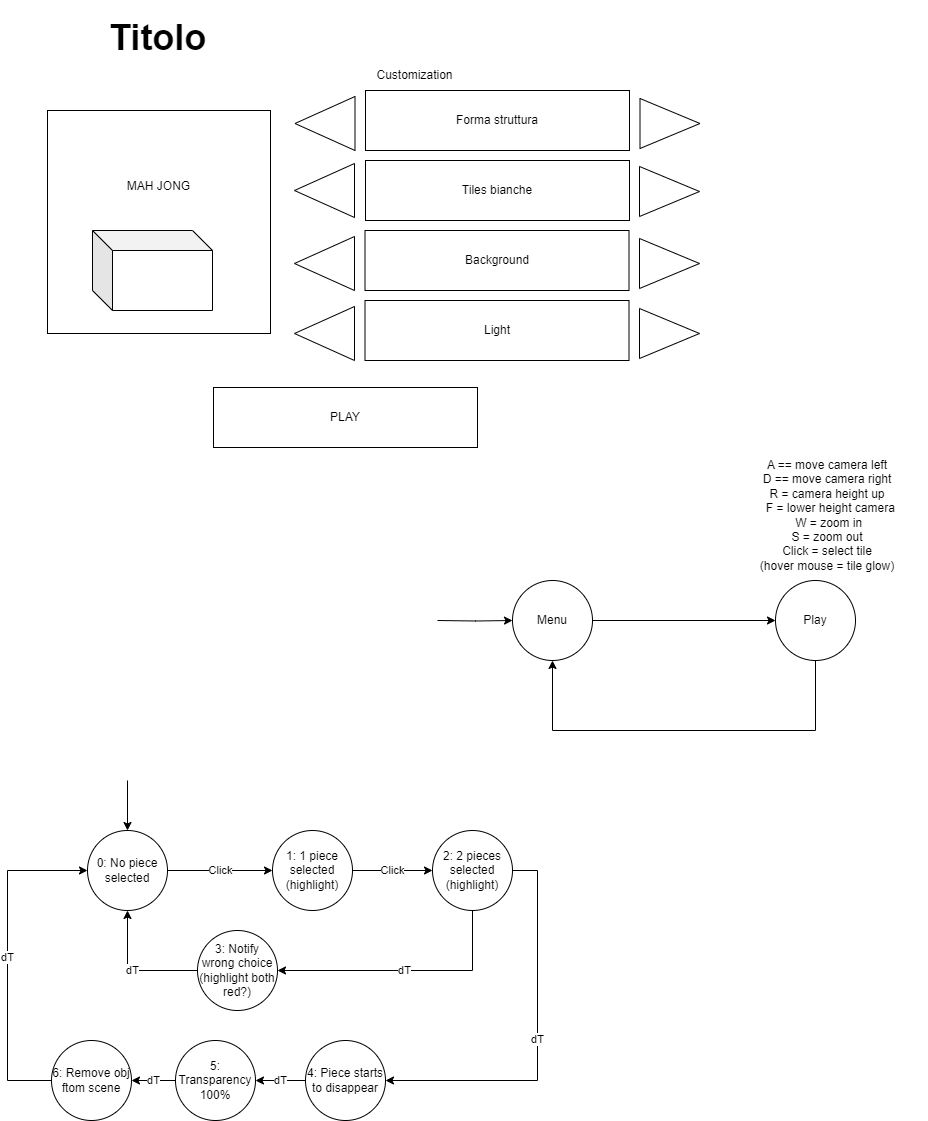 Titolo
Customization
Forma struttura
MAH JONG
Tiles bianche
Background
Light
PLAY
A == move camera left
D == move camera right
R = camera height up
F = lower height camera
W = zoom in
S = zoom out
Click = select tile
(hover mouse = tile glow)
Menu
Play
0: No piece
selected
Click
1: 1 piece
selected
(highlight)
Click
2: 2 pieces
selected
(highlight)
3: Notify
wrong choice
(highlight both
red?)
dT
dT
dT
dT
6: Remove obj
ftom scene
dT
5:
Transparency
100%
dT
4: Piece starts
to disappear